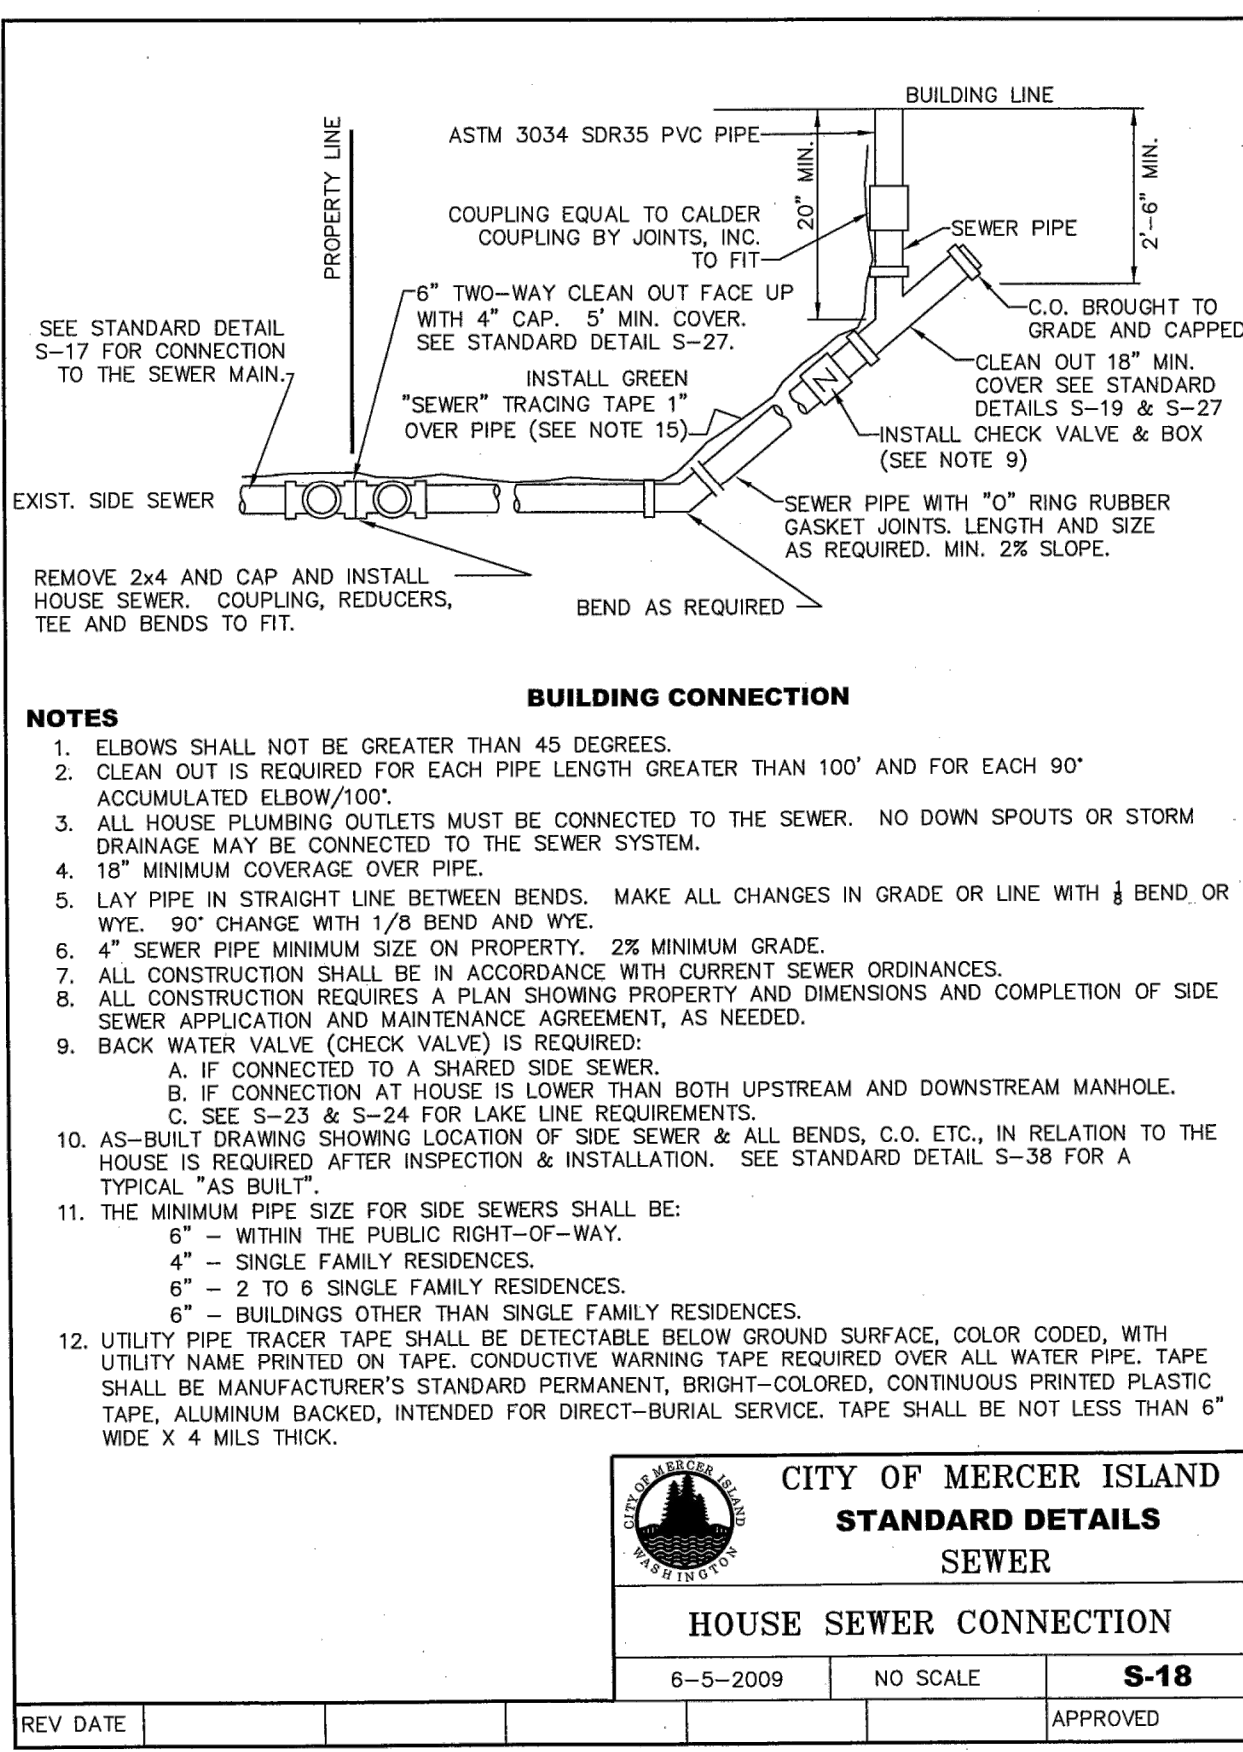 BUILDING LINE
PROPERTY LINE
ASTM 3034 SDR35 PVC PIPE
20" MIN.
2'-6" MIN.
COUPLING EQUAL TO CALDER
COUPLING BY JOINTS, INC.
TO FIT
SEWER PIPE
6" TWO-WAY CLEAN OUT FACE UP
WITH 4" CAP. 5' MIN. COVER.
SEE STANDARD DETAIL S-27.
C.O. BROUGHT TO
GRADE AND CAPPED
SEE STANDARD DETAIL
S-17 FOR CONNECTION
TO THE SEWER MAIN.
CLEAN OUT 18" MIN.
COVER SEE STANDARD
DETAILS S-19 & S-27
INSTALL GREEN
"SEWER" TRACING TAPE 1"
OVER PIPE (SEE NOTE 15)
N
INSTALL CHECK VALVE & BOX
(SEE NOTE 9)
EXIST. SIDE SEWER
SEWER PIPE WITH "O" RING RUBBER
GASKET JOINTS. LENGTH AND SIZE
AS REQUIRED. MIN. 2% SLOPE.
REMOVE 2x4 AND CAP AND INSTALL
HOUSE SEWER. COUPLING, REDUCERS,
TEE AND BENDS TO FIT.
BEND AS REQUIRED
BUILDING CONNECTION
NOTES
1. ELBOWS SHALL NOT BE GREATER THAN 45 DEGREES.
2. CLEAN OUT IS REQUIRED FOR EACH PIPE LENGTH GREATER THAN 100' AND FOR EACH 90°
ACCUMULATED ELBOW/100°.
3. ALL HOUSE PLUMBING OUTLETS MUST BE CONNECTED TO THE SEWER. NO DOWN SPOUTS OR STORM
DRAINAGE MAY BE CONNECTED TO THE SEWER SYSTEM.
4. 18" MINIMUM COVERAGE OVER PIPE.
5. LAY PIPE IN STRAIGHT LINE BETWEEN BENDS. MAKE ALL CHANGES IN GRADE OR LINE WITH 1/8 BEND OR
WYE. 90° CHANGE WITH 1/8 BEND AND WYE.
6. 4" SEWER PIPE MINIMUM SIZE ON PROPERTY. 2% MINIMUM GRADE.
7. ALL CONSTRUCTION SHALL BE IN ACCORDANCE WITH CURRENT SEWER ORDINANCES.
8. ALL CONSTRUCTION REQUIRES A PLAN SHOWING PROPERTY AND DIMENSIONS AND COMPLETION OF SIDE
SEWER APPLICATION AND MAINTENANCE AGREEMENT, AS NEEDED.
9. BACK WATER VALVE (CHECK VALVE) IS REQUIRED:
A. IF CONNECTED TO A SHARED SIDE SEWER.
B. IF CONNECTION AT HOUSE IS LOWER THAN BOTH UPSTREAM AND DOWNSTREAM MANHOLE.
C. SEE S-23 & S-24 FOR LAKE LINE REQUIREMENTS.
10. AS-BUILT DRAWING SHOWING LOCATION OF SIDE SEWER & ALL BENDS, C.O. ETC., IN RELATION TO THE
HOUSE IS REQUIRED AFTER INSPECTION & INSTALLATION. SEE STANDARD DETAIL S-38 FOR A
TYPICAL "AS BUILT".
11. THE MINIMUM PIPE SIZE FOR SIDE SEWERS SHALL BE:
6" - WITHIN THE PUBLIC RIGHT-OF-WAY.
4" - SINGLE FAMILY RESIDENCES.
6" - 2 TO 6 SINGLE FAMILY RESIDENCES.
6" - BUILDINGS OTHER THAN SINGLE FAMILY RESIDENCES.
12. UTILITY PIPE TRACER TAPE SHALL BE DETECTABLE BELOW GROUND SURFACE, COLOR CODED, WITH
UTILITY NAME PRINTED ON TAPE. CONDUCTIVE WARNING TAPE REQUIRED OVER ALL WATER PIPE. TAPE
SHALL BE MANUFACTURER'S STANDARD PERMANENT, BRIGHT-COLORED, CONTINUOUS PRINTED PLASTIC
TAPE, ALUMINUM BACKED, INTENDED FOR DIRECT-BURIAL SERVICE. TAPE SHALL BE NOT LESS THAN 6"
WIDE X 4 MILS THICK.
CITY OF MERCER ISLAND
WASHINGTON
CITY OF MERCER ISLAND
STANDARD DETAILS
SEWER
HOUSE SEWER CONNECTION
6-5-2009 NO SCALE S-18
REV DATE APPROVED